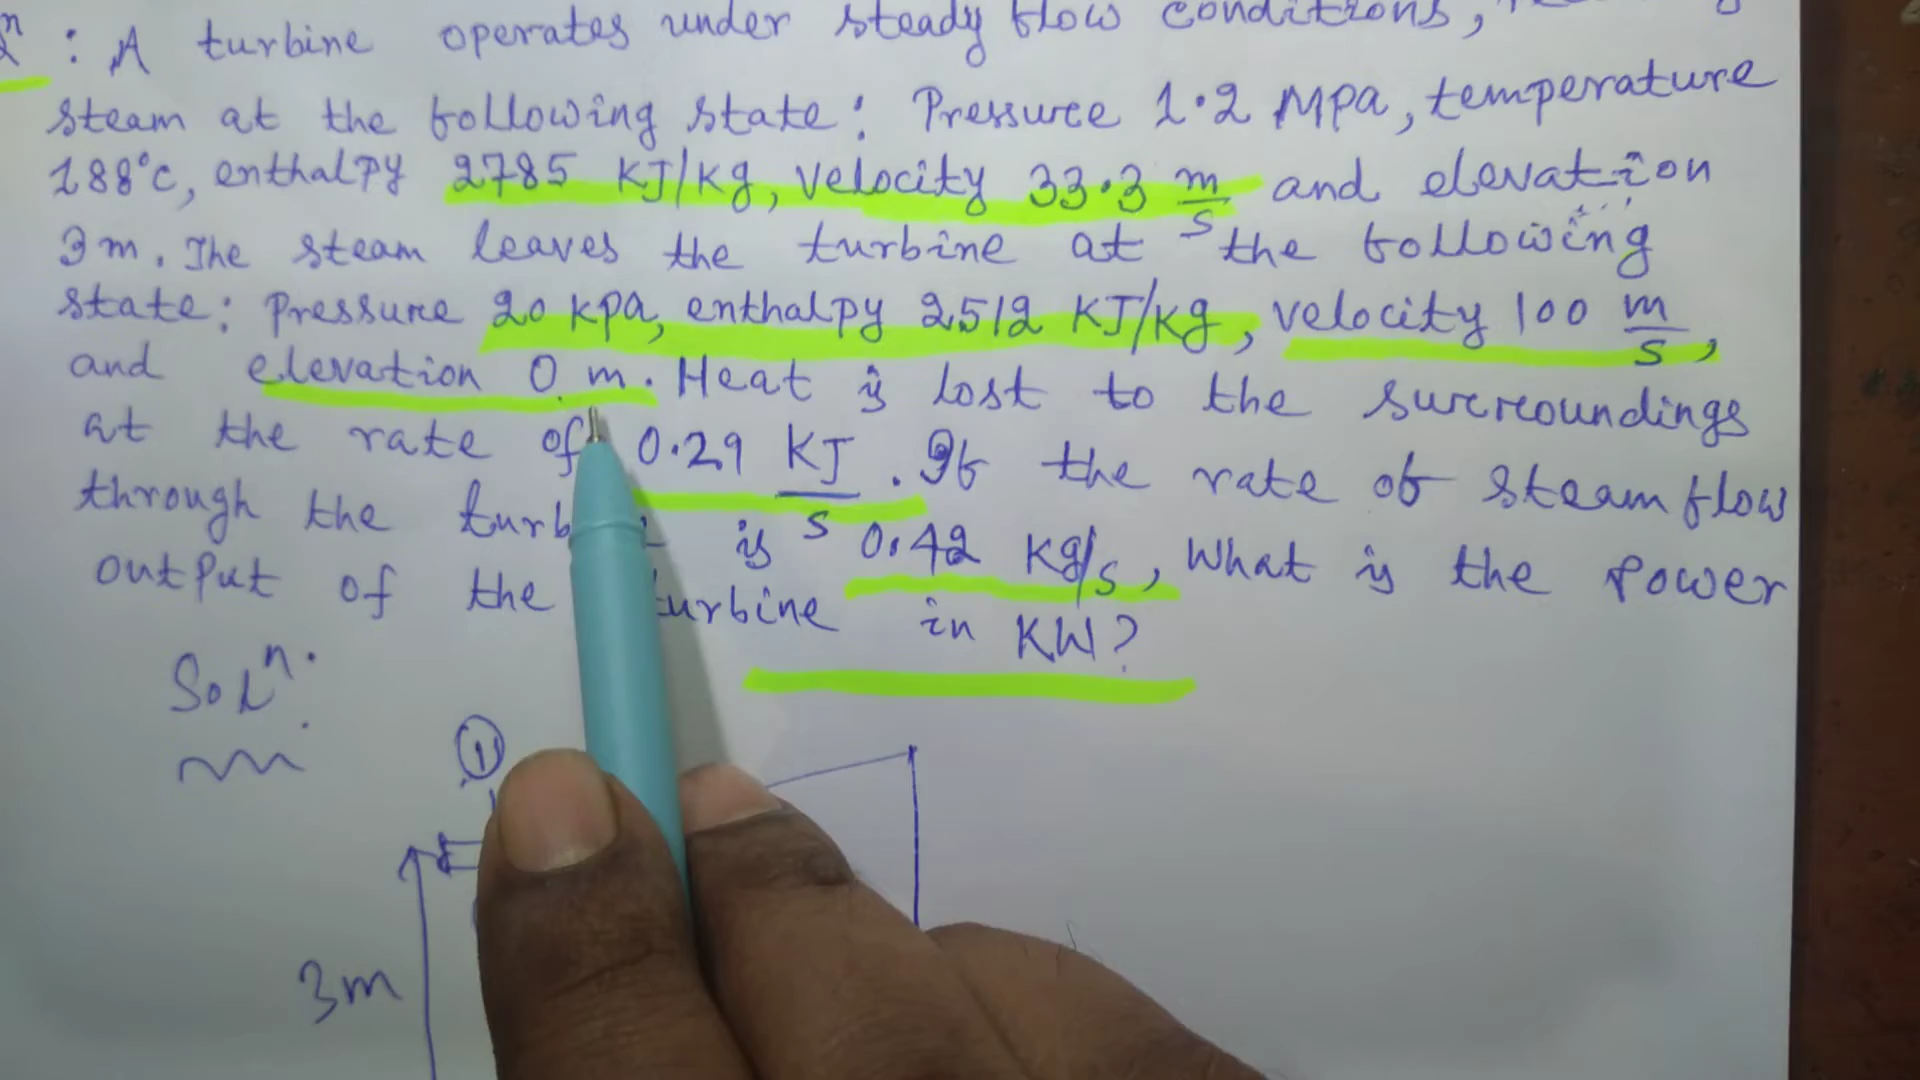 : A turbine operates under steady flow conditions,
steam at the following state: Pressure 1.2 MPa, temperature
188°C, enthalpy 2785 KJ/kg, velocity 33.3 m/s and elevation
3m. The steam leaves the turbine at the following
state: Pressure 20 kPa, enthalpy 2512 KJ/kg, velocity 100 m/s,
and elevation 0 m. Heat is lost to the surroundings
at the rate of 0.29 KJ/s. If the rate of steam flow
through the is 0.42 kg/s, What is the power
output of the turbine in KW?
Solⁿ:
1
3m